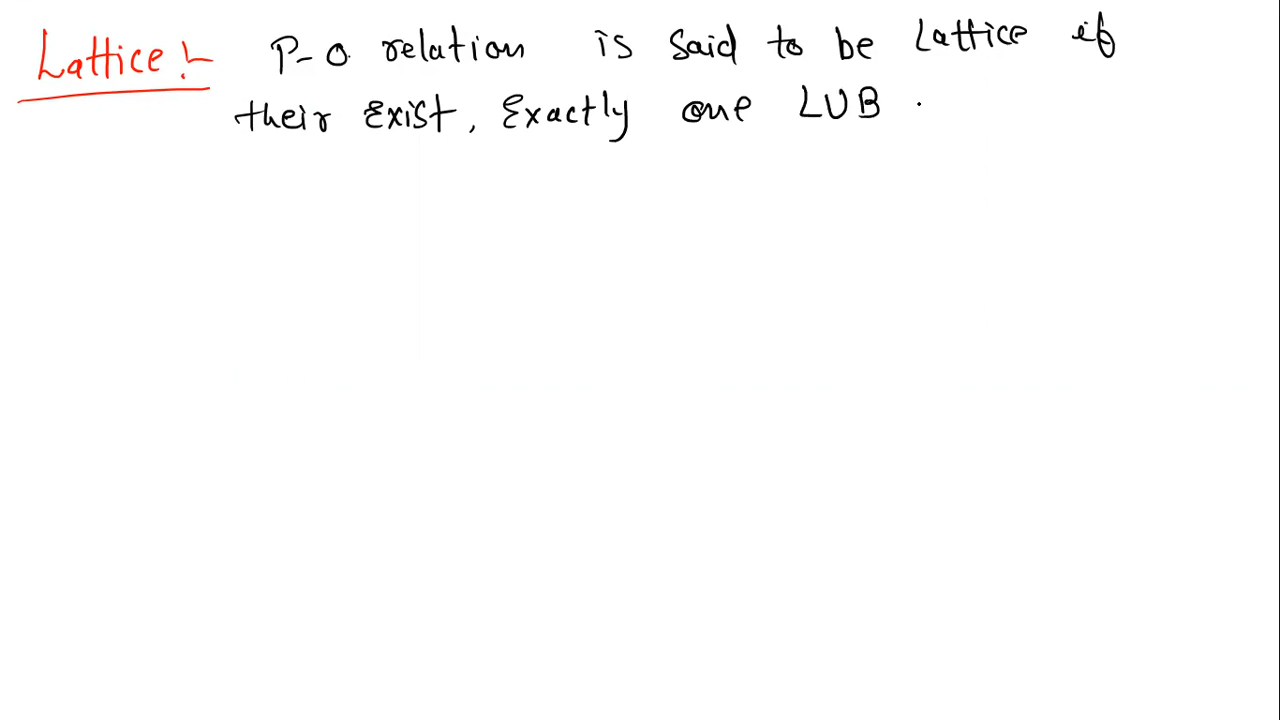 Lattice :- P-O relation is said to be Lattice if
their Exist, Exactly one LUB .